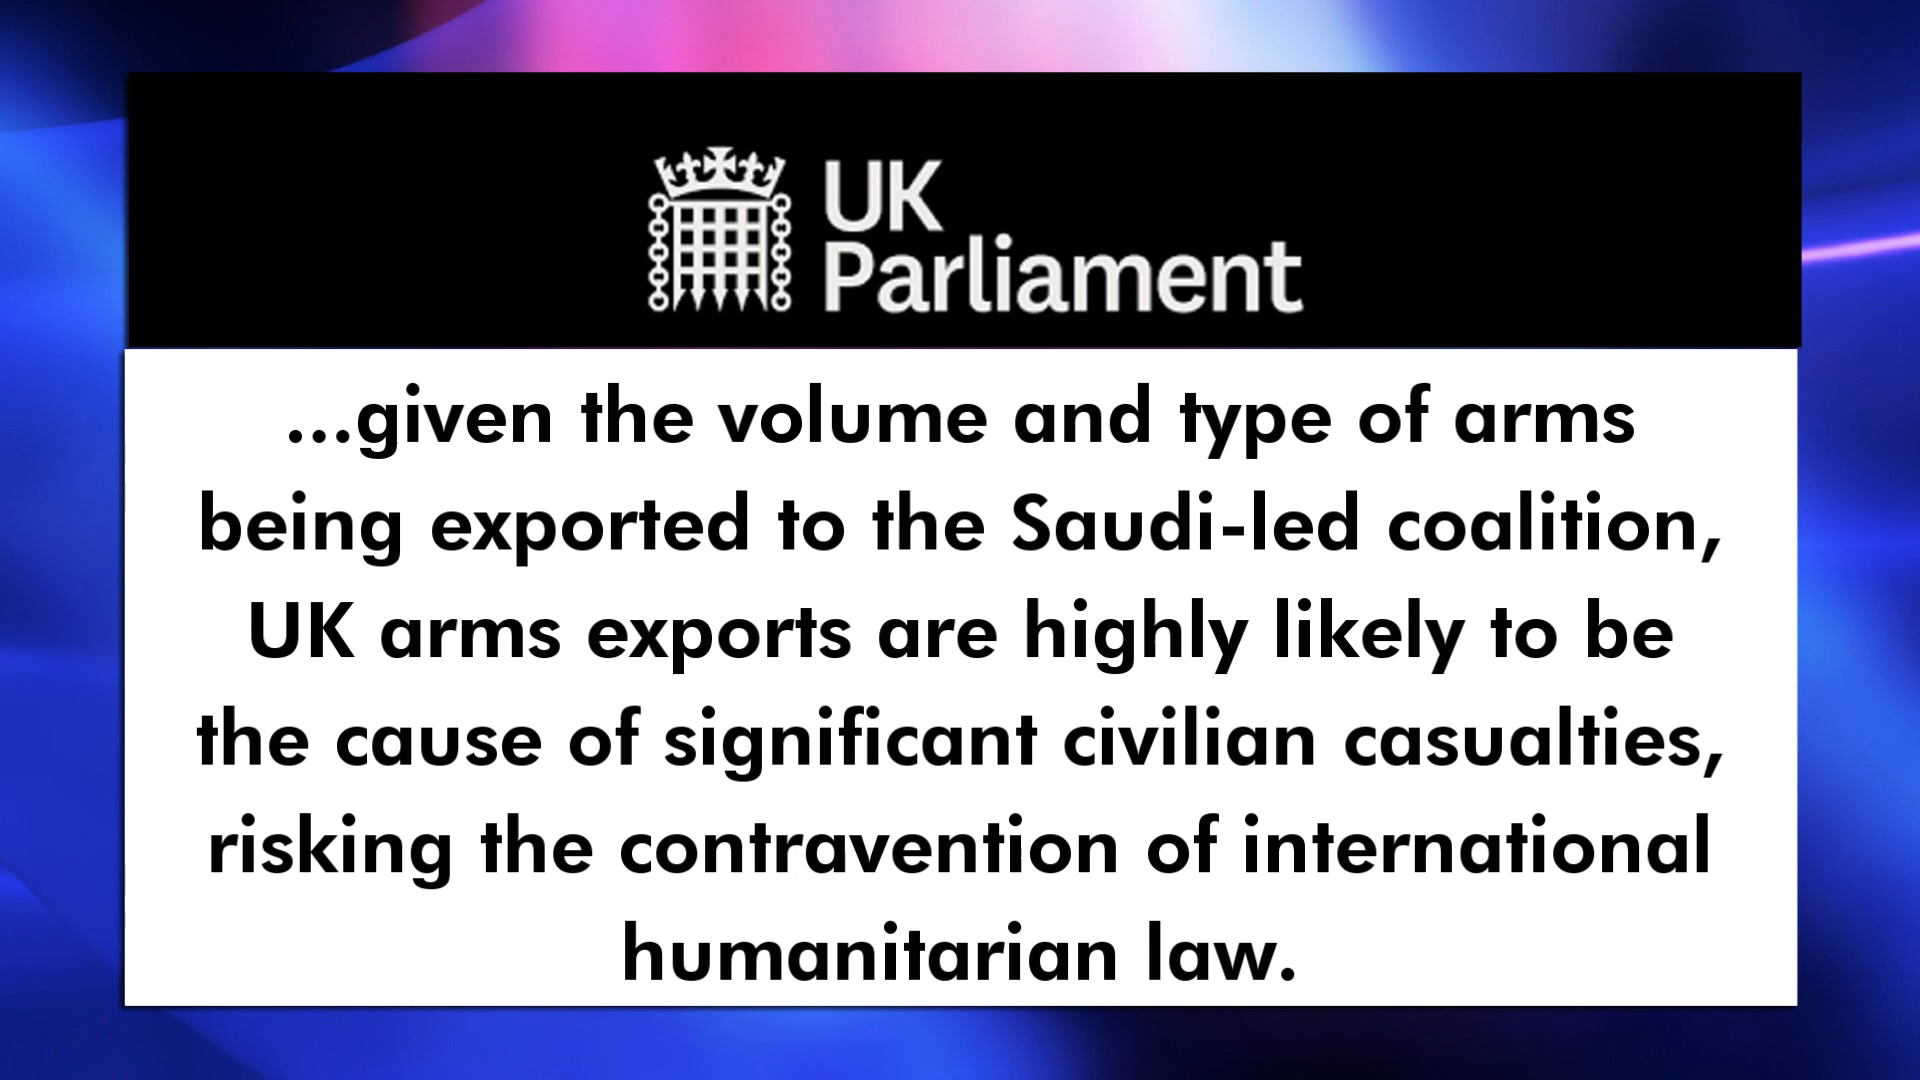 UK
Parliament
...given the volume and type of arms
being exported to the Saudi-led coalition,
UK arms exports are highly likely to be
the cause of significant civilian casualties,
risking the contravention of international
humanitarian law.